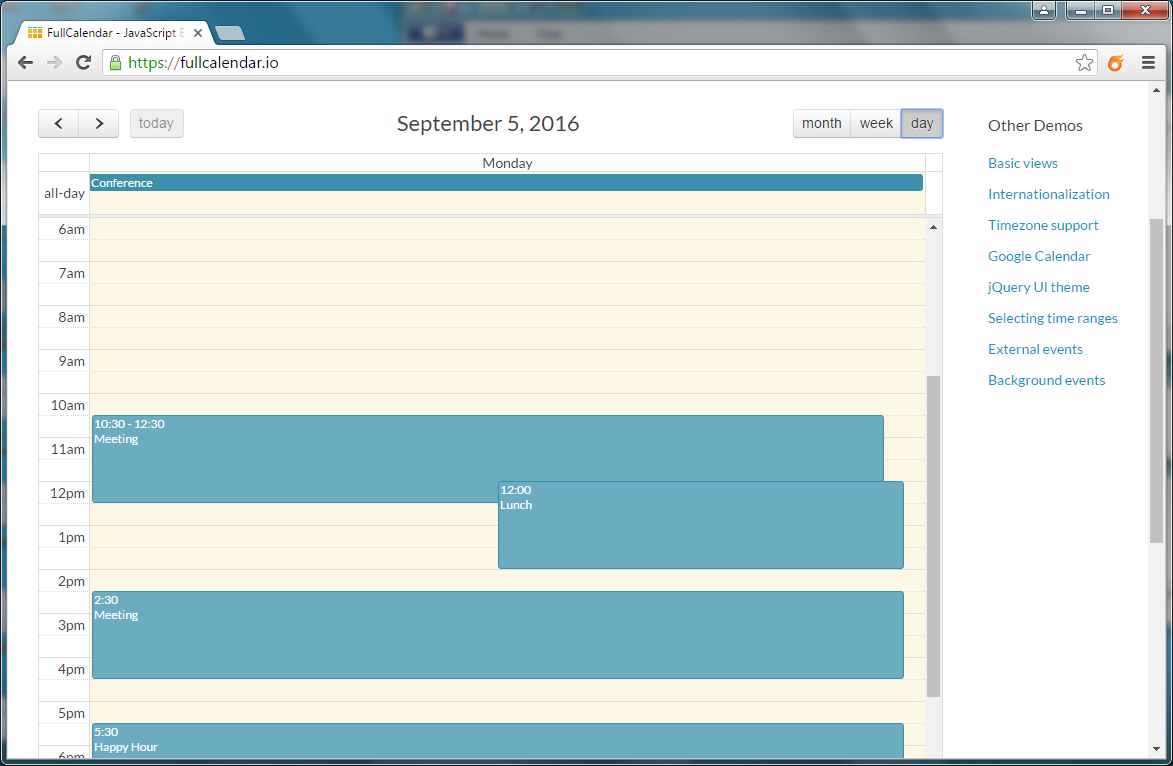 FullCalendar - JavaScript E
https://fullcalendar.io
today
September 5, 2016
month week day
Monday
all-day
Conference
6am
7am
8am
9am
10am
10:30 - 12:30
Meeting
11am
12pm
12:00
Lunch
1pm
2pm
2:30
Meeting
3pm
4pm
5pm
5:30
Happy Hour
6pm
Other Demos
Basic views
Internationalization
Timezone support
Google Calendar
jQuery UI theme
Selecting time ranges
External events
Background events